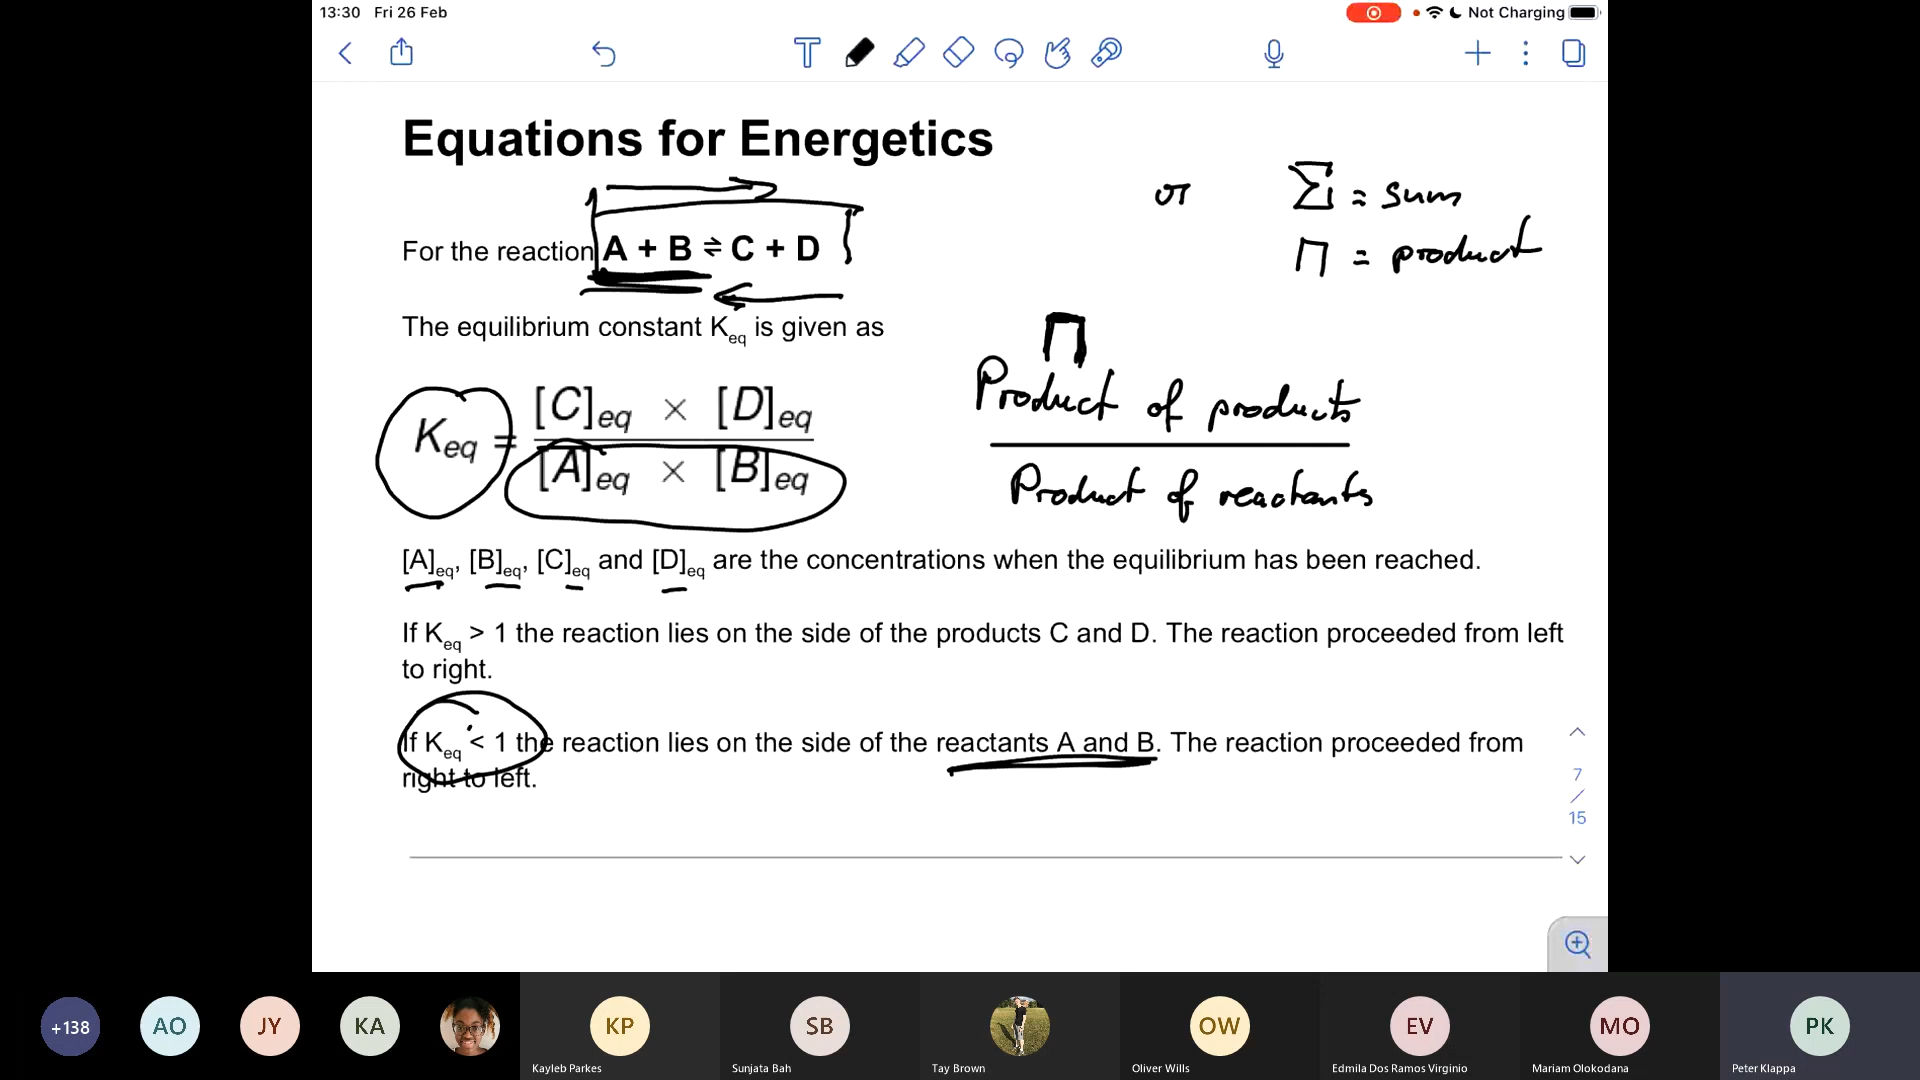 13:30 Fri 26 Feb
Not Charging
T
Equations for Energetics
or Σ = sum
For the reaction A + B ⇌ C + D
Π = product
The equilibrium constant Keq is given as
Π
Product of products
Product of reactants
Keq = [C]eq × [D]eq
[A]eq × [B]eq
[A]eq, [B]eq, [C]eq and [D]eq are the concentrations when the equilibrium has been reached.
If Keq > 1 the reaction lies on the side of the products C and D. The reaction proceeded from left
to right.
If Keq < 1 the reaction lies on the side of the reactants A and B. The reaction proceeded from
right to left.
7
/
15
+138 AO JY KA KP SB OW EV MO PK
Kayleb Parkes Sunjata Bah Tay Brown Oliver Wills Edmila Dos Ramos Virginio Mariam Olokodana Peter Klappa